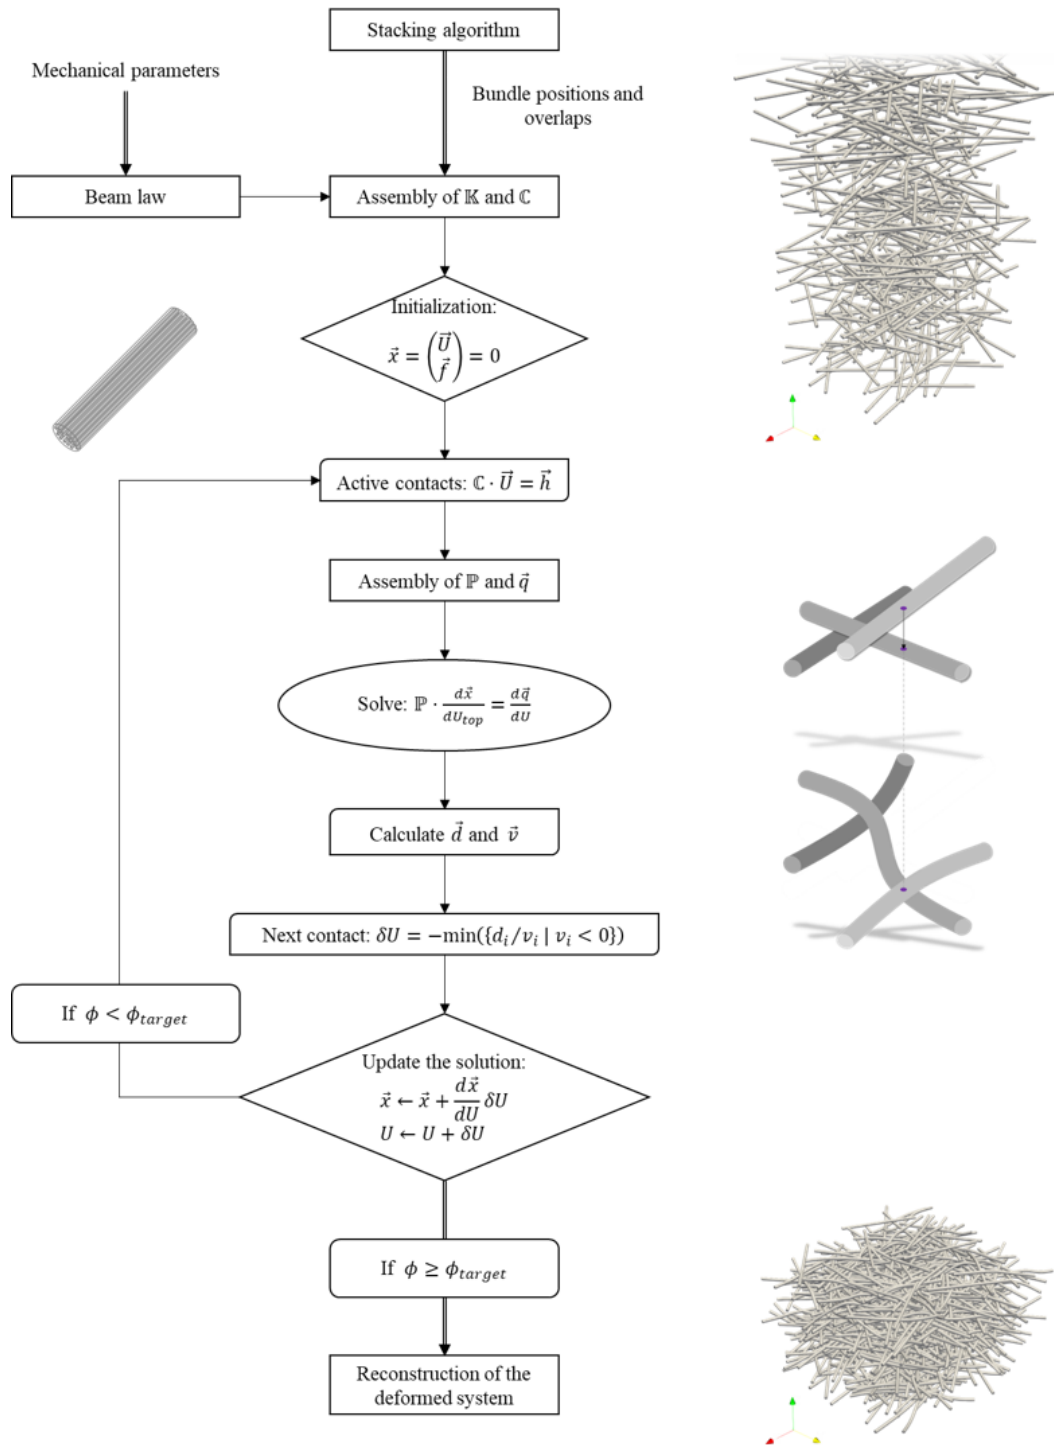 Stacking algorithm
Mechanical parameters
Bundle positions and
overlaps
Beam law
Assembly of 𝕂 and ℂ
Initialization:
x⃗ = (U⃗ f⃗) = 0
Active contacts: ℂ · U⃗ = h⃗
Assembly of ℙ and q⃗
Solve: ℙ · dx⃗/dU_top = dq⃗/dU
Calculate d⃗ and v⃗
Next contact: δU = −min({d_i/v_i | v_i < 0})
If ϕ < ϕ_target
Update the solution:
x⃗ ← x⃗ + dx⃗/dU δU
U ← U + δU
If ϕ ≥ ϕ_target
Reconstruction of the
deformed system